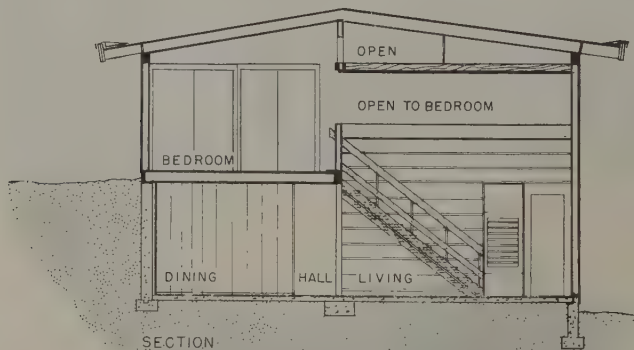 OPEN
OPEN TO BEDROOM
BEDROOM
DINING
HALL
LIVING
SECTION